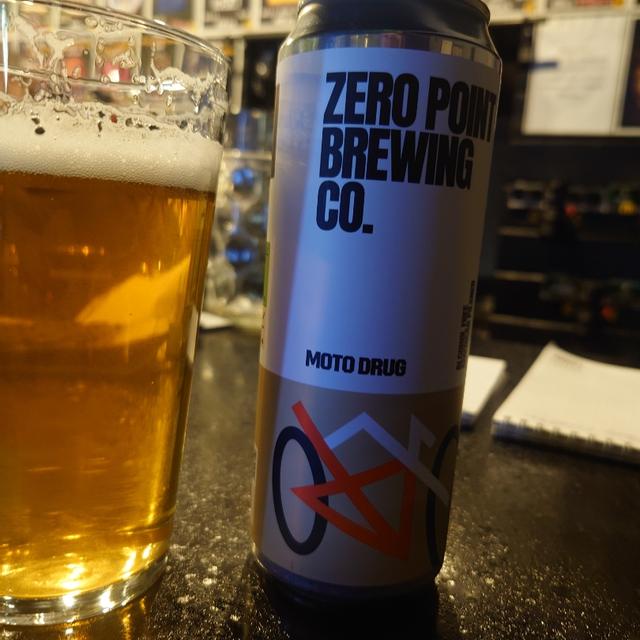 ZERO POINT
BREWING
CO.
MOTO DRUG